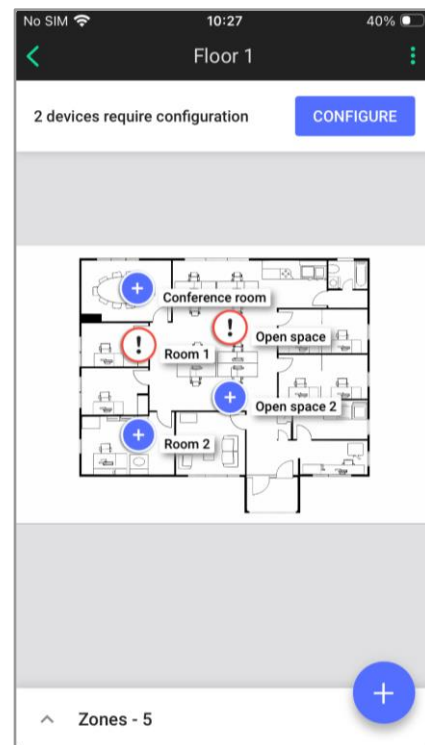 No SIM 10:27 40%
Floor 1
2 devices require configuration CONFIGURE
Conference room
Open space
Room 1
Open space 2
Room 2
Zones - 5